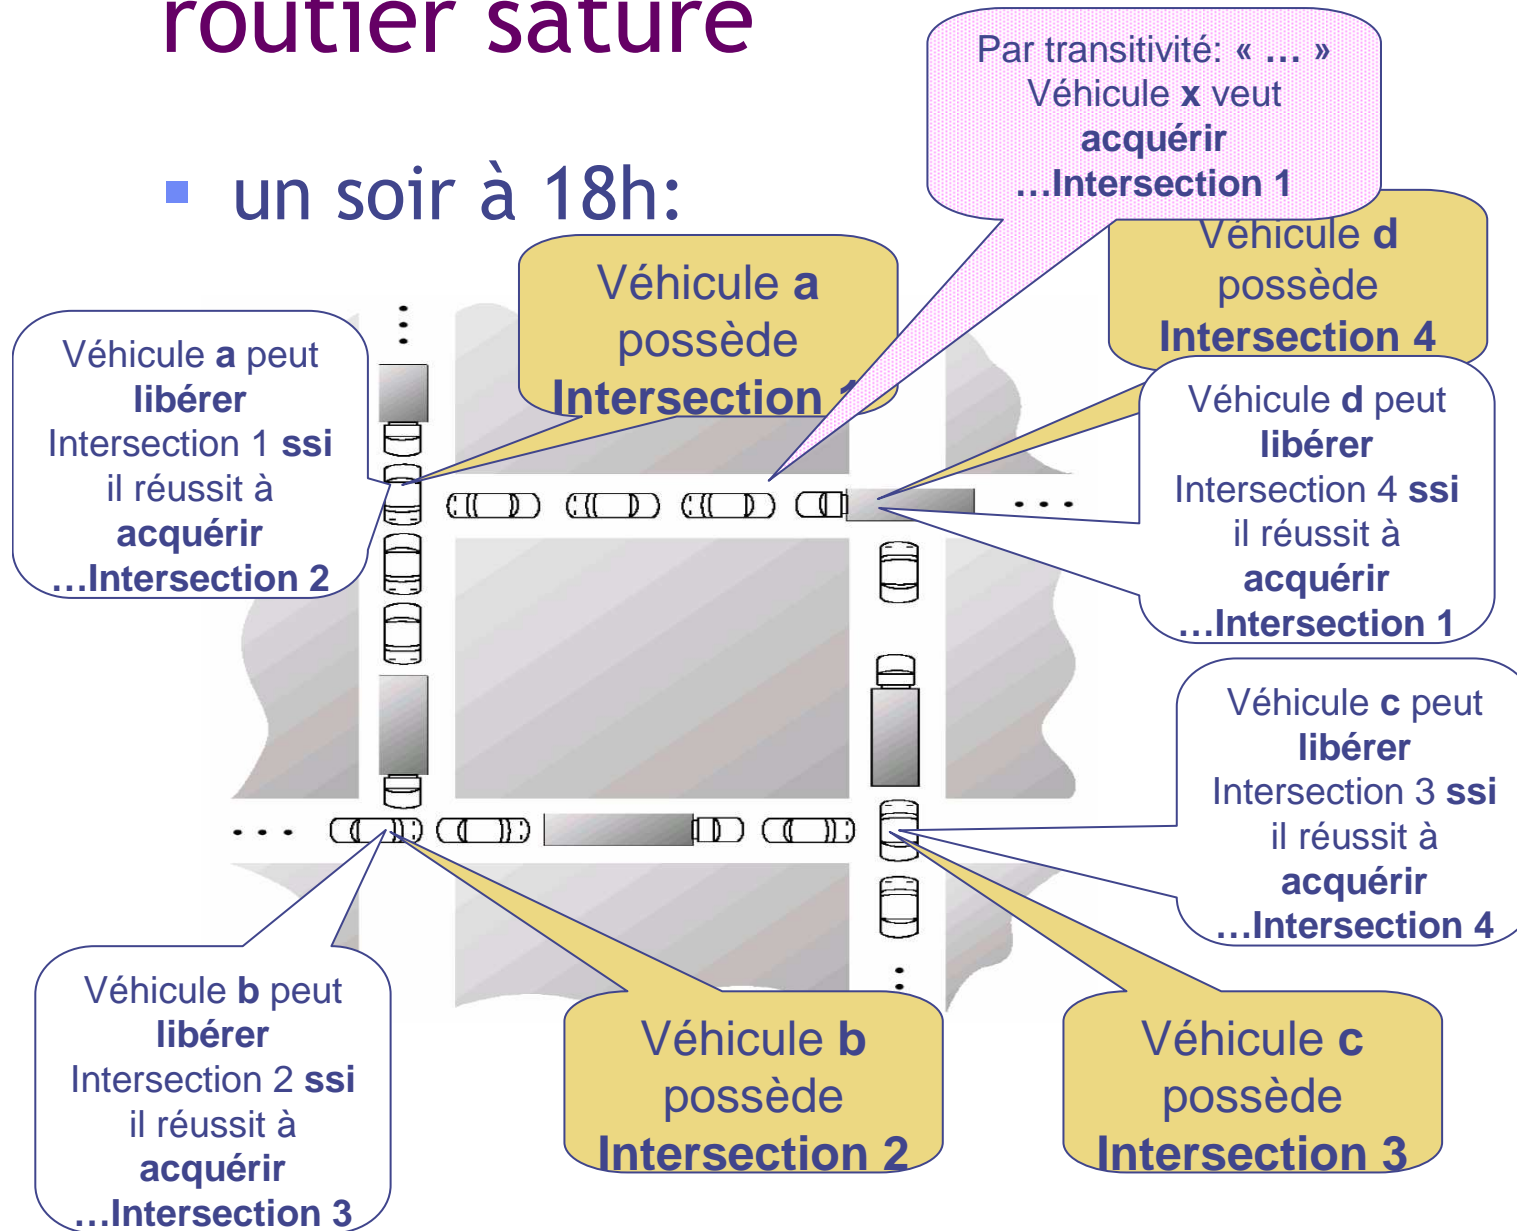 routier saturé
un soir à 18h:
Par transitivité: « … »
Véhicule x veut
acquérir
…Intersection 1
Véhicule a
possède
Intersection 1
Véhicule d
possède
Intersection 4
Véhicule a peut
libérer
Intersection 1 ssi
il réussit à
acquérir
…Intersection 2
Véhicule d peut
libérer
Intersection 4 ssi
il réussit à
acquérir
…Intersection 1
Véhicule c peut
libérer
Intersection 3 ssi
il réussit à
acquérir
…Intersection 4
Véhicule b peut
libérer
Intersection 2 ssi
il réussit à
acquérir
…Intersection 3
Véhicule b
possède
Intersection 2
Véhicule c
possède
Intersection 3